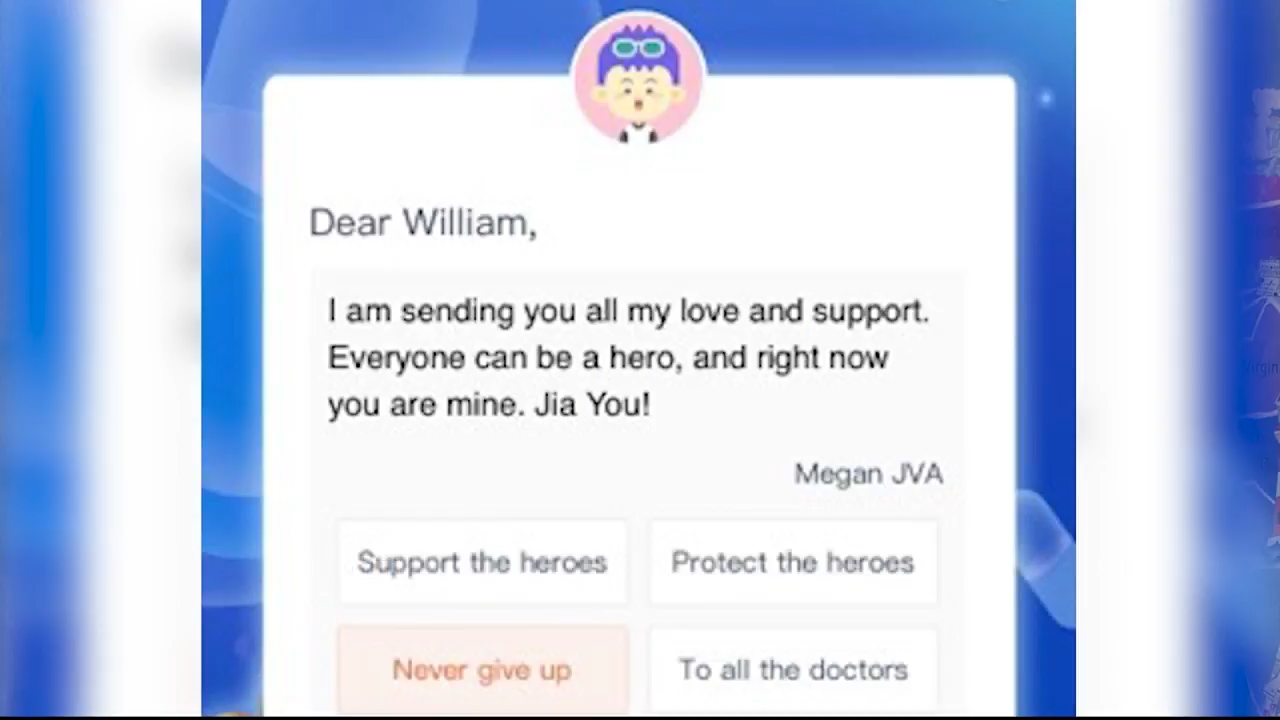 Dear William,
I am sending you all my love and support.
Everyone can be a hero, and right now
you are mine. Jia You!
Megan JVA
Support the heroes
Protect the heroes
Never give up
To all the doctors